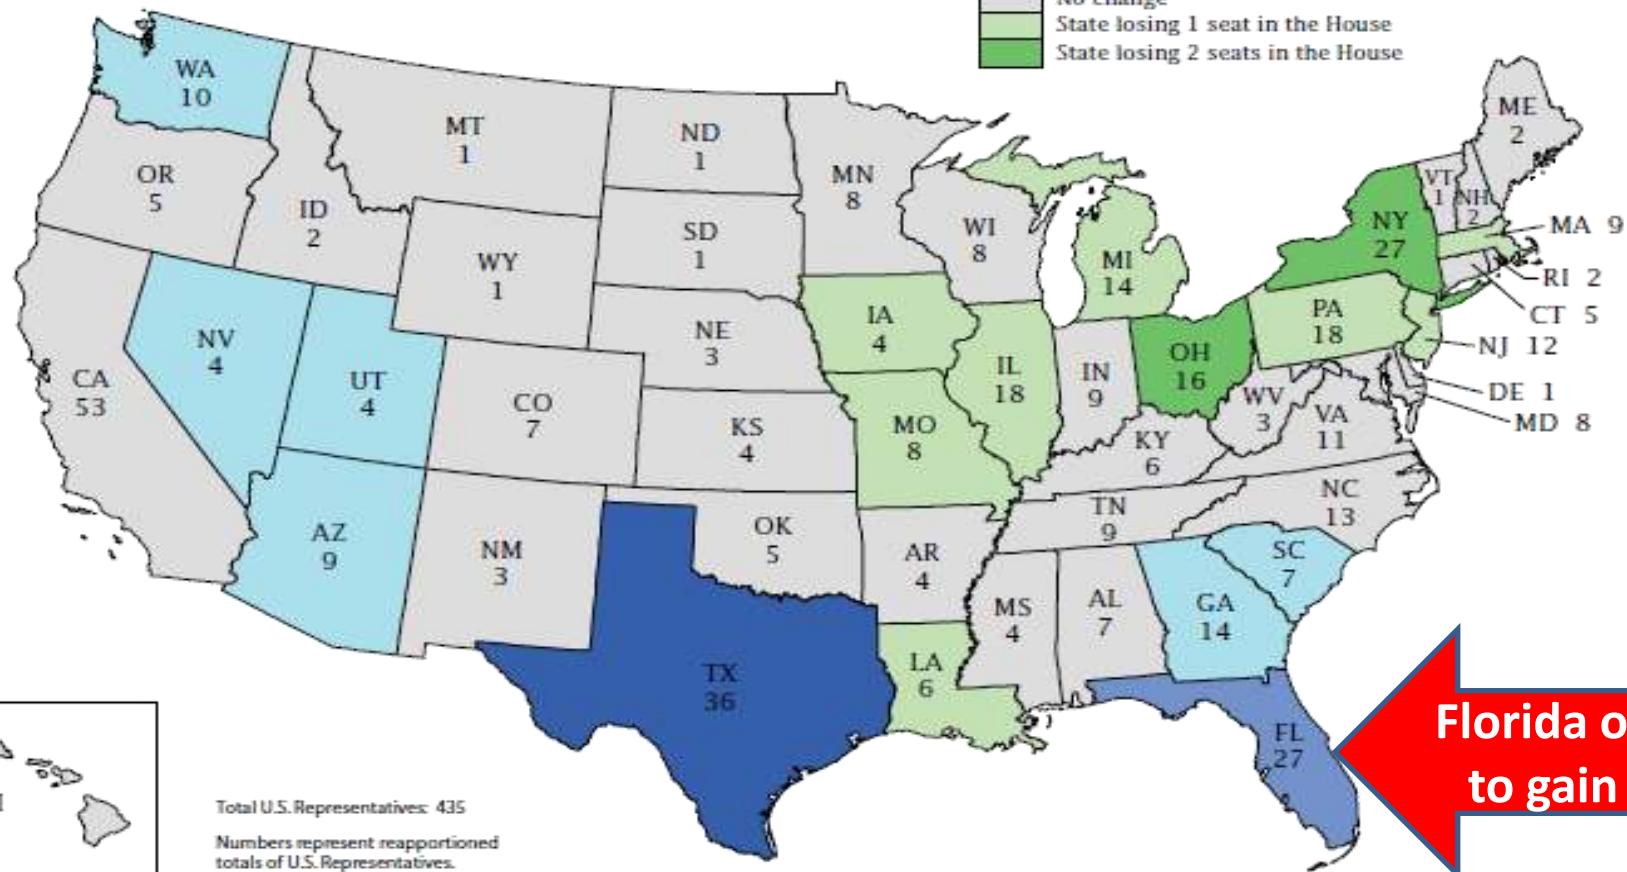 No change
State losing 1 seat in the House
State losing 2 seats in the House
WA
10
MT
1
ND
1
MN
8
ME
2
OR
5
ID
2
SD
1
WI
8
VT
1
NH
2
NY
27
MA 9
WY
1
MI
14
RI 2
CT 5
NV
4
NE
3
IA
4
PA
18
NJ 12
CA
53
UT
4
CO
7
IL
18
IN
9
OH
16
WV
3
VA
11
DE 1
MD 8
KS
4
MO
8
KY
6
AZ
9
NM
3
OK
5
AR
4
TN
9
NC
13
SC
7
MS
4
AL
7
GA
14
TX
36
LA
6
FL
27
Florida o
to gain
Total U.S. Representatives: 435
Numbers represent reapportioned
totals of U.S. Representatives.